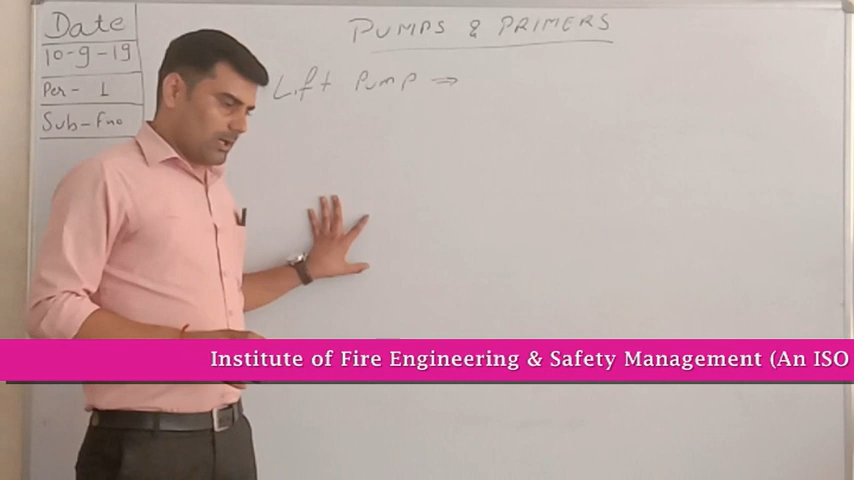 Date
10-9-19
Per- 1
Sub-Fno
PUMPS & PRIMERS
Lift Pump ⇒
Institute of Fire Engineering & Safety Management (An ISO